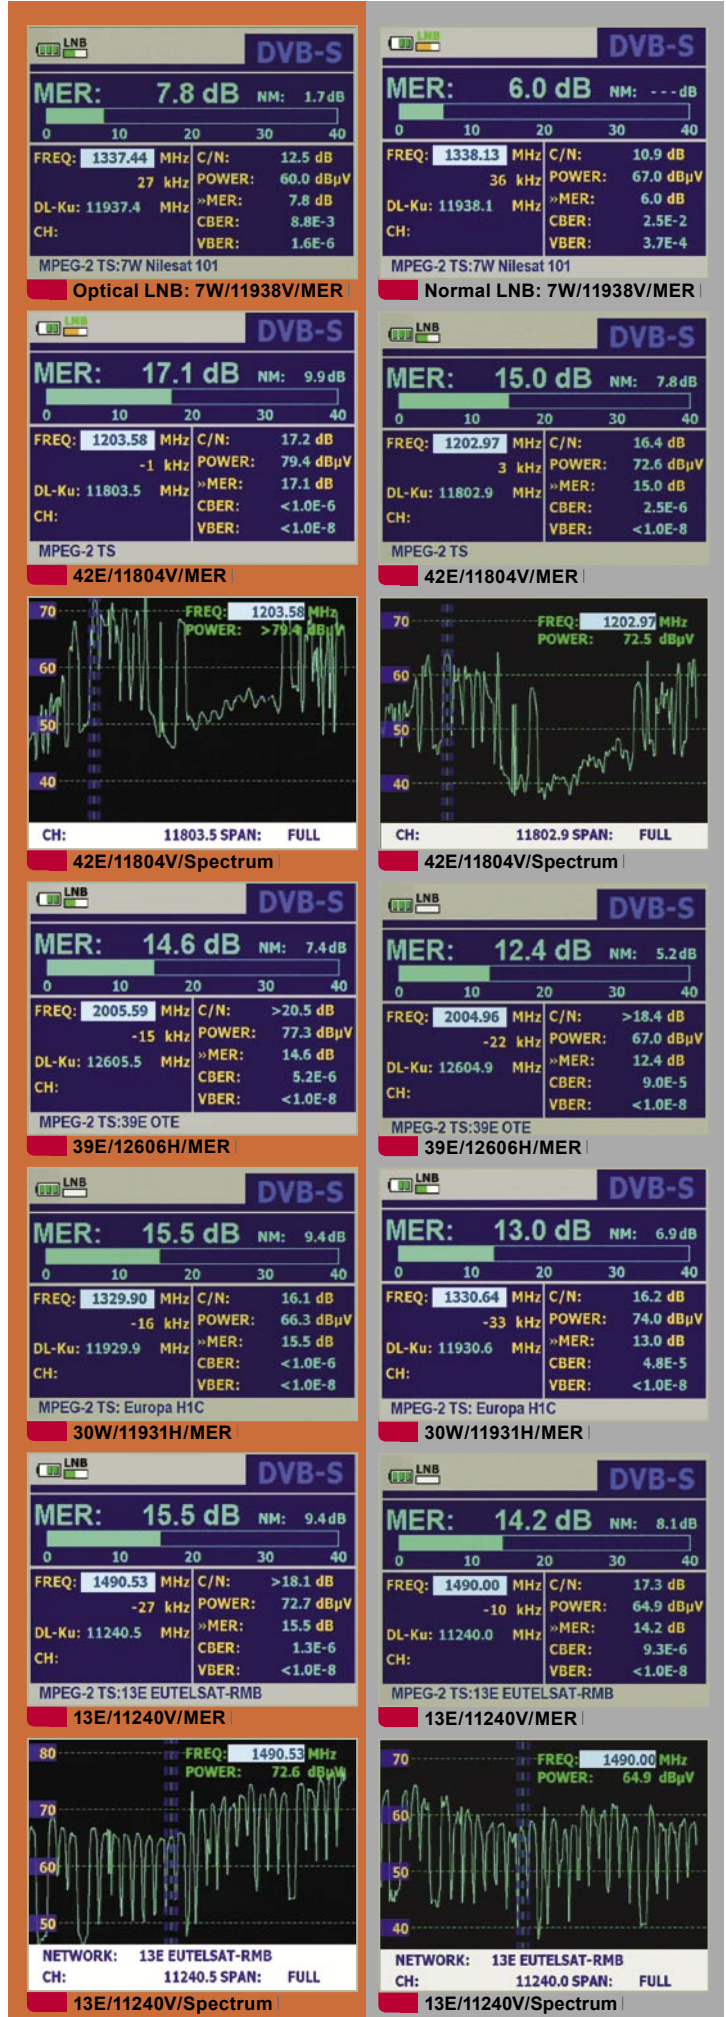 LNB
DVB-S
MER: 7.8 dB NM: 1.7dB
0 10 20 30 40
FREQ: 1337.44 MHz C/N: 12.5 dB
27 kHz POWER: 60.0 dBµV
DL-Ku: 11937.4 MHz »MER: 7.8 dB
CBER: 8.8E-3
CH:
VBER: 1.6E-6
MPEG-2 TS:7W Nilesat 101
Optical LNB: 7W/11938V/MER
LNB
DVB-S
MER: 6.0 dB NM: ---dB
0 10 20 30 40
FREQ: 1338.13 MHz C/N: 10.9 dB
36 kHz POWER: 67.0 dBµV
DL-Ku: 11938.1 MHz »MER: 6.0 dB
CBER: 2.5E-2
CH:
VBER: 3.7E-4
MPEG-2 TS:7W Nilesat 101
Normal LNB: 7W/11938V/MER
LNB
DVB-S
MER: 17.1 dB NM: 9.9dB
0 10 20 30 40
FREQ: 1203.58 MHz C/N: 17.2 dB
-1 kHz POWER: 79.4 dBµV
DL-Ku: 11803.5 MHz »MER: 17.1 dB
CBER: <1.0E-6
CH:
VBER: <1.0E-8
MPEG-2 TS
42E/11804V/MER
LNB
DVB-S
MER: 15.0 dB NM: 7.8dB
0 10 20 30 40
FREQ: 1202.97 MHz C/N: 16.4 dB
3 kHz POWER: 72.6 dBµV
DL-Ku: 11802.9 MHz »MER: 15.0 dB
CBER: 2.5E-6
CH:
VBER: <1.0E-8
MPEG-2 TS
42E/11804V/MER
70 FREQ: 1203.58 MHz
POWER: >79.4 dBµV
60
50
40
CH: 11803.5 SPAN: FULL
42E/11804V/Spectrum
70 FREQ: 1202.97 MHz
POWER: 72.5 dBµV
60
50
40
CH: 11802.9 SPAN: FULL
42E/11804V/Spectrum
LNB
DVB-S
MER: 14.6 dB NM: 7.4dB
0 10 20 30 40
FREQ: 2005.59 MHz C/N: >20.5 dB
-15 kHz POWER: 77.3 dBµV
DL-Ku: 12605.5 MHz »MER: 14.6 dB
CBER: 5.2E-6
CH:
VBER: <1.0E-8
MPEG-2 TS:39E OTE
39E/12606H/MER
LNB
DVB-S
MER: 12.4 dB NM: 5.2dB
0 10 20 30 40
FREQ: 2004.96 MHz C/N: >18.4 dB
-22 kHz POWER: 67.0 dBµV
DL-Ku: 12604.9 MHz »MER: 12.4 dB
CBER: 9.0E-5
CH:
VBER: <1.0E-8
MPEG-2 TS:39E OTE
39E/12606H/MER
LNB
DVB-S
MER: 15.5 dB NM: 9.4dB
0 10 20 30 40
FREQ: 1329.90 MHz C/N: 16.1 dB
-16 kHz POWER: 66.3 dBµV
DL-Ku: 11929.9 MHz »MER: 15.5 dB
CBER: <1.0E-6
CH:
VBER: <1.0E-8
MPEG-2 TS: Europa H1C
30W/11931H/MER
LNB
DVB-S
MER: 13.0 dB NM: 6.9dB
0 10 20 30 40
FREQ: 1330.64 MHz C/N: 16.2 dB
-33 kHz POWER: 74.0 dBµV
DL-Ku: 11930.6 MHz »MER: 13.0 dB
CBER: 4.8E-5
CH:
VBER: <1.0E-8
MPEG-2 TS: Europa H1C
30W/11931H/MER
LNB
DVB-S
MER: 15.5 dB NM: 9.4dB
0 10 20 30 40
FREQ: 1490.53 MHz C/N: >18.1 dB
-27 kHz POWER: 72.7 dBµV
DL-Ku: 11240.5 MHz »MER: 15.5 dB
CBER: 1.3E-6
CH:
VBER: <1.0E-8
MPEG-2 TS:13E EUTELSAT-RMB
13E/11240V/MER
LNB
DVB-S
MER: 14.2 dB NM: 8.1dB
0 10 20 30 40
FREQ: 1490.00 MHz C/N: 17.3 dB
-10 kHz POWER: 64.9 dBµV
DL-Ku: 11240.0 MHz »MER: 14.2 dB
CBER: 9.3E-6
CH:
VBER: <1.0E-8
MPEG-2 TS:13E EUTELSAT-RMB
13E/11240V/MER
80 FREQ: 1490.53 MHz
POWER: 72.6 dBµV
70
60
50
NETWORK: 13E EUTELSAT-RMB
CH: 11240.5 SPAN: FULL
13E/11240V/Spectrum
70 FREQ: 1490.00 MHz
POWER: 64.9 dBµV
60
50
40
NETWORK: 13E EUTELSAT-RMB
CH: 11240.0 SPAN: FULL
13E/11240V/Spectrum